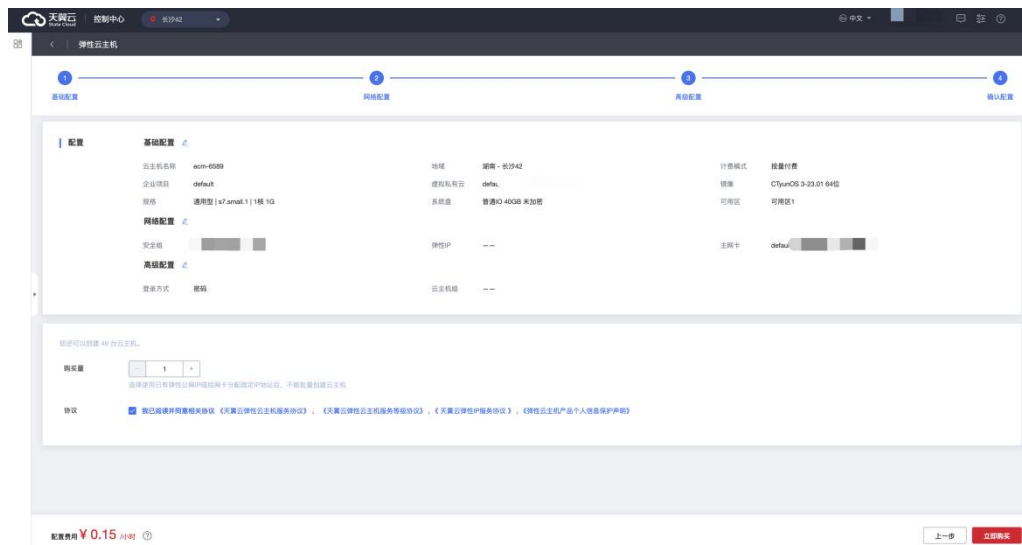 天翼云 State Cloud 控制中心 长沙42 中文
弹性云主机
1 2 3 4
基础配置 网络配置 高级配置 确认配置
配置 基础配置
云主机名称 ecm-6589 地域 湖南 - 长沙42 计费模式 按量付费
企业项目 default 虚拟私有云 defau 镜像 CTyunOS 3-23.01 64位
规格 通用型 | s7.small.1 | 1核 1G 系统盘 普通IO 40GB 未加密 可用区 可用区1
网络配置
安全组 弹性IP —— 主网卡 defaul
高级配置
登录方式 密码 云主机组 ——
您还可以创建 49 台云主机。
购买量 - 1 +
选择使用已有弹性公网IP或给网卡分配固定IP地址后，不能批量创建云主机
协议 我已阅读并同意相关协议 《天翼云弹性云主机服务协议》 、 《天翼云弹性云主机服务等级协议》 , 《 天翼云弹性IP服务协议 》 , 《弹性云主机产品个人信息保护声明》
配置费用 ¥ 0.15 /小时 上一步 立即购买